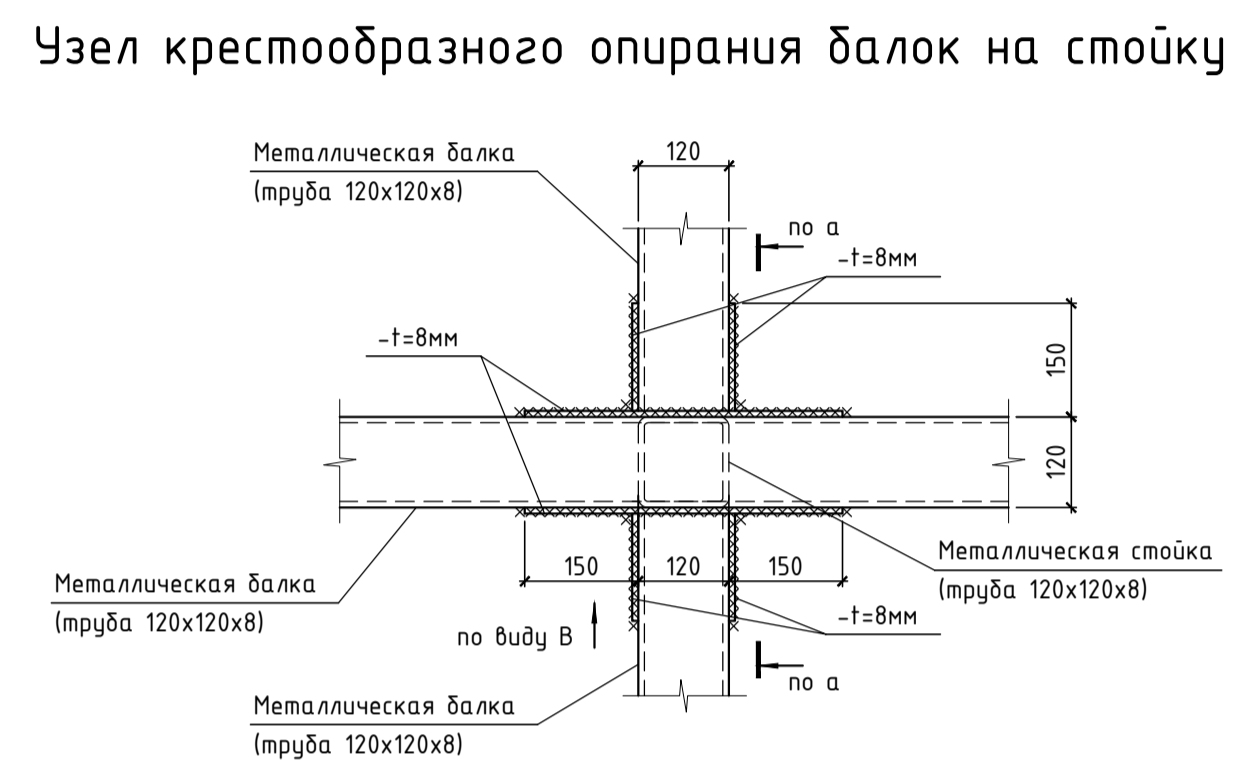 Узел крестообразного опирания балок на стойку
Металлическая балка
(труба 120х120х8)
120
по а
-t=8мм
-t=8мм
150
120
150
120
150
Металлическая стойка
(труба 120х120х8)
Металлическая балка
(труба 120х120х8)
-t=8мм
по виду В
по а
Металлическая балка
(труба 120х120х8)